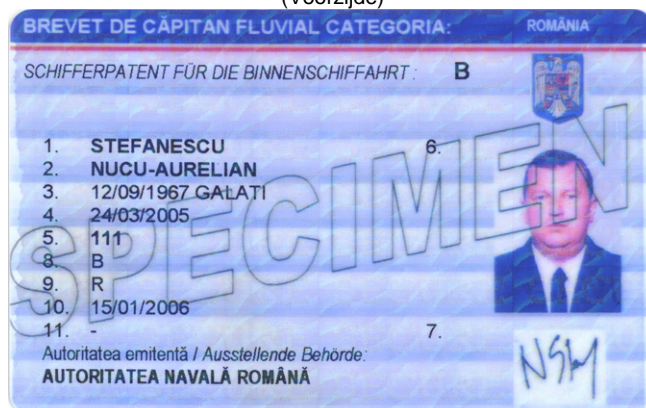 (Voorzijde)
BREVET DE CĂPITAN FLUVIAL CATEGORIA:
ROMÂNIA
SCHIFFERPATENT FÜR DIE BINNENSCHIFFAHRT : B
1. STEFANESCU
6.
2. NUCU-AURELIAN
3. 12/09/1967 GALATI
4. 24/03/2005
5. 111
8. B
9. R
10. 15/01/2006
11. -
7.
Autoritatea emitentă / Ausstellende Behörde:
AUTORITATEA NAVALĂ ROMÂNĂ
SPECIMEN